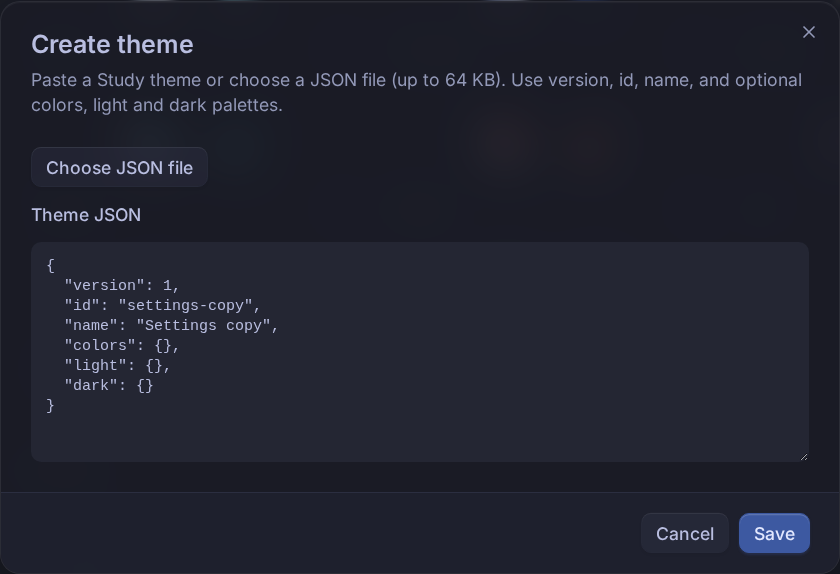 Create theme
Paste a Study theme or choose a JSON file (up to 64 KB). Use version, id, name, and optional
colors, light and dark palettes.
Choose JSON file
Theme JSON
{
  "version": 1,
  "id": "settings-copy",
  "name": "Settings copy",
  "colors": {},
  "light": {},
  "dark": {}
}
Cancel
Save